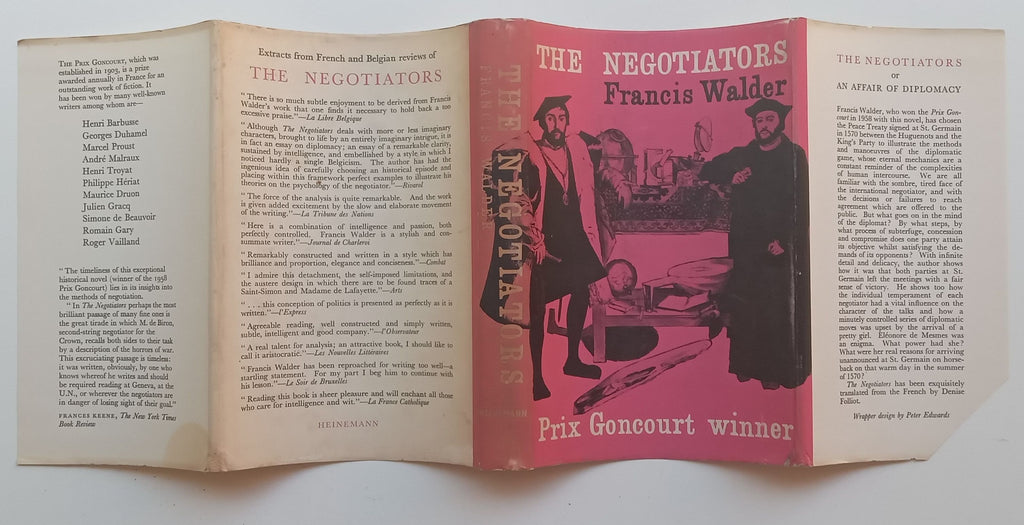 THE PRIX GONCOURT, which was
established in 1903, is a prize
awarded annually in France for an
outstanding work of fiction. It
has been won by many well-known
writers among whom are—
Henri Barbusse
Georges Duhamel
Marcel Proust
André Malraux
Henri Troyat
Philippe Hériat
Maurice Druon
Julien Gracq
Simone de Beauvoir
Romain Gary
Roger Vailland
"The timeliness of this exceptional
historical novel (winner of the 1958
Prix Goncourt) lies in its insights into
the methods of negotiation.
"In The Negotiators perhaps the most
brilliant passage of many fine ones is
the great tirade in which M. de Biron,
second-string negotiator for the
Crown, recalls both sides to their task
by a description of the horrors of war.
This excruciating passage is timeless:
it was written, obviously, by one who
knows whereof he writes and should
be required reading at Geneva, at the
U.N., or wherever the negotiators are
in danger of losing sight of their goal."
FRANCES KEENE, The New York Times
Book Review
Extracts from French and Belgian reviews of
THE NEGOTIATORS
"There is so much subtle enjoyment to be derived from Francis
Walder's work that one finds it necessary to hold back a too
excessive praise."—La Libre Belgique
"Although The Negotiators deals with more or less imaginary
characters, brought to life by an entirely imaginary intrigue, it is
in fact an essay on diplomacy; an essay of a remarkable clarity,
sustained by intelligence, and embellished by a style in which I
noticed hardly a single Belgicism. The author has had the
ingenious idea of carefully choosing an historical episode and
placing within this framework perfect examples to illustrate his
theories on the psychology of the negotiator."—Rivarol
"The force of the analysis is quite remarkable. And the work
is given added excitement by the slow and elaborate movement
of the writing."—La Tribune des Nations
"Here is a combination of intelligence and passion, both
perfectly controlled. Francis Walder is a stylish and con-
summate writer."—Journal de Charleroi
"Remarkably constructed and written in a style which has
brilliance and proportion, elegance and conciseness."—Combat
"I admire this detachment, the self-imposed limitations, and
the austere design in which there are to be found traces of a
Saint-Simon and Madame de Lafayette."—Arts
". . . this conception of politics is presented as perfectly as it is
written."—l'Express
"Agreeable reading, well constructed and simply written,
subtle, intelligent and good company."—l'Observateur
"A real talent for analysis; an attractive book, I should like to
call it aristocratic."—Les Nouvelles Littéraires
"Francis Walder has been reproached for writing too well—a
startling statement. For my part I beg him to continue with
his lesson."—Le Soir de Bruxelles
"Reading this book is sheer pleasure and will enchant all those
who care for intelligence and wit."—La France Catholique
HEINEMANN
THE NEGOTIATORS
FRANCIS WALDER
HEINEMANN
THE NEGOTIATORS
Francis Walder
Prix Goncourt winner
THE NEGOTIATORS
or
AN AFFAIR OF DIPLOMACY
Francis Walder, who won the Prix Gon-
court in 1958 with this novel, has chosen
the Peace Treaty signed at St. Germain
in 1570 between the Huguenots and the
King's Party to illustrate the methods
and manoeuvres of the diplomatic
game, whose eternal mechanics are a
constant reminder of the complexities
of human intercourse. We are all
familiar with the sombre, tired face of
the international negotiator, and with
the decisions or failures to reach
agreement which are offered to the
public. But what goes on in the mind
of the diplomat? By what steps, by
what process of subterfuge, concession
and compromise does one party attain
its objective whilst satisfying the de-
mands of its opponents? With infinite
detail and delicacy, the author shows
how it was that both parties at St.
Germain left the meetings with a fair
sense of victory. He shows too how
the individual temperament of each
negotiator had a vital influence on the
character of the talks and how a
minutely controlled series of diplomatic
moves was upset by the arrival of a
pretty girl. Eléonore de Mesmes was
an enigma. What power had she?
What were her real reasons for arriving
unannounced at St. Germain on horse-
back on that warm day in the summer
of 1570?
The Negotiators has been exquisitely
translated from the French by Denise
Folliot.
Wrapper design by Peter Edwards